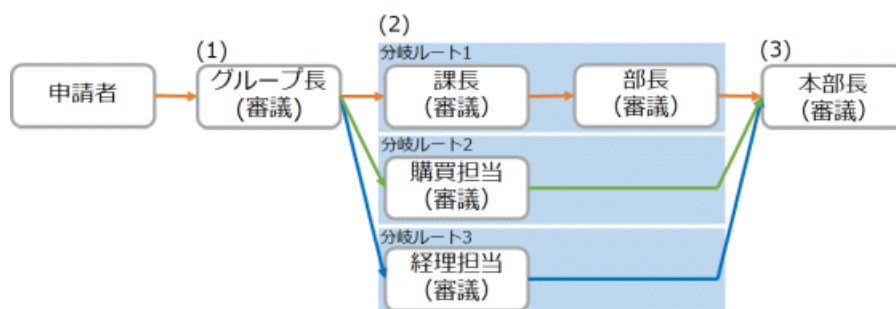 (1)
(2)
(3)
分岐ルート1
申請者
グループ長
(審議)
課長
(審議)
部長
(審議)
本部長
(審議)
分岐ルート2
購買担当
(審議)
分岐ルート3
経理担当
(審議)